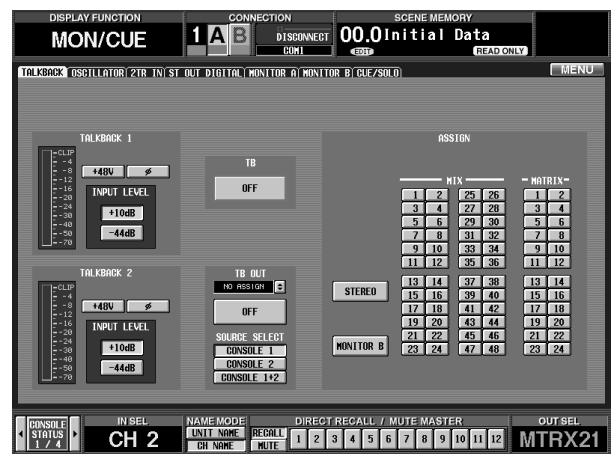 DISPLAY FUNCTION CONNECTION SCENE MEMORY
MON/CUE 1 A B DISCONNECT COM1 00.0 Initial Data
EDIT READ ONLY
TALKBACK OSCILLATOR 2TR IN ST OUT DIGITAL MONITOR A MONITOR B CUE/SOLO MENU
TALKBACK 1
CLIP
-4
-8
-12
-16
-20
-24
-30
-40
-50
-70
+48V ø
INPUT LEVEL
+10dB
-44dB
TB
OFF
TALKBACK 2
CLIP
-4
-8
-12
-16
-20
-24
-30
-40
-50
-70
+48V ø
INPUT LEVEL
+10dB
-44dB
TB OUT
NO ASSIGN
OFF
SOURCE SELECT
CONSOLE 1
CONSOLE 2
CONSOLE 1+2
ASSIGN
MIX MATRIX
1 2 25 26 1 2
3 4 27 28 3 4
5 6 29 30 5 6
7 8 31 32 7 8
9 10 33 34 9 10
11 12 35 36 11 12
STEREO
13 14 37 38 13 14
15 16 39 40 15 16
17 18 41 42 17 18
19 20 43 44 19 20
21 22 45 46 21 22
23 24 47 48 23 24
MONITOR B
CONSOLE STATUS 1 / 4
IN SEL
CH 2
NAME MODE
UNIT NAME
CH NAME
DIRECT RECALL / MUTE MASTER
RECALL
MUTE
1 2 3 4 5 6 7 8 9 10 11 12
OUT SEL
MTRX21